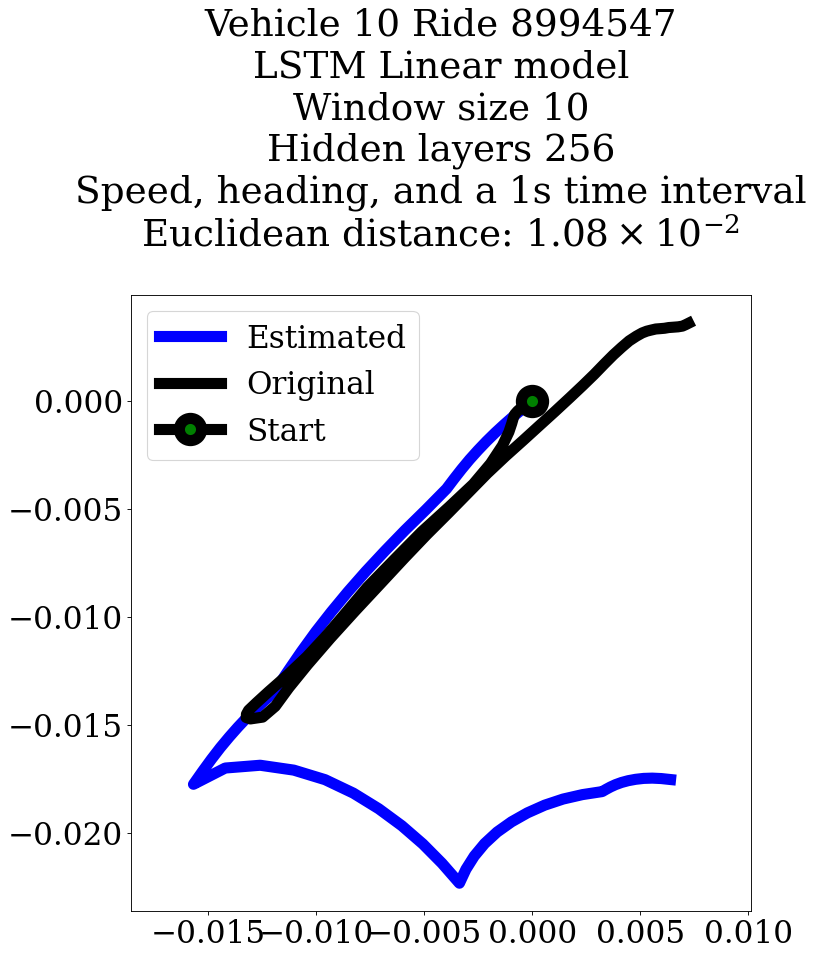 Vehicle 10 Ride 8994547
LSTM Linear model
Window size 10
Hidden layers 256
Speed, heading, and a 1s time interval
Euclidean distance: 1.08 × 10⁻²
Estimated
Original
Start
0.000
−0.005
−0.010
−0.015
−0.020
−0.015 −0.010 −0.005 0.000 0.005 0.010